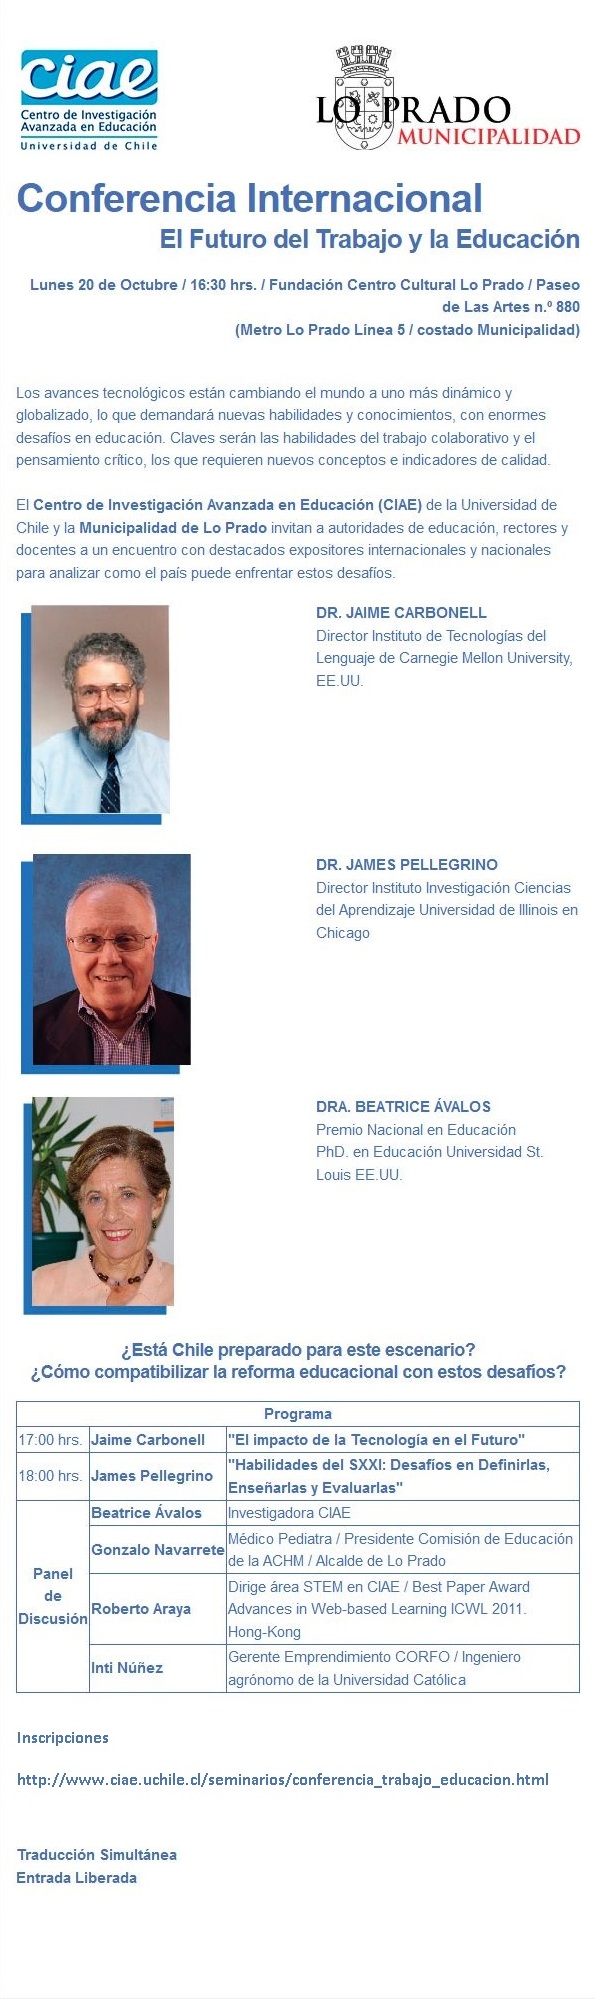 ciae
Centro de Investigación
Avanzada en Educación
Universidad de Chile
LO PRADO
MUNICIPALIDAD
Conferencia Internacional
El Futuro del Trabajo y la Educación
Lunes 20 de Octubre / 16:30 hrs. / Fundación Centro Cultural Lo Prado / Paseo
de Las Artes n.º 880
(Metro Lo Prado Línea 5 / costado Municipalidad)
Los avances tecnológicos están cambiando el mundo a uno más dinámico y
globalizado, lo que demandará nuevas habilidades y conocimientos, con enormes
desafíos en educación. Claves serán las habilidades del trabajo colaborativo y el
pensamiento crítico, los que requieren nuevos conceptos e indicadores de calidad.
El Centro de Investigación Avanzada en Educación (CIAE) de la Universidad de
Chile y la Municipalidad de Lo Prado invitan a autoridades de educación, rectores y
docentes a un encuentro con destacados expositores internacionales y nacionales
para analizar como el país puede enfrentar estos desafíos.
DR. JAIME CARBONELL
Director Instituto de Tecnologías del
Lenguaje de Carnegie Mellon University,
EE.UU.
DR. JAMES PELLEGRINO
Director Instituto Investigación Ciencias
del Aprendizaje Universidad de Illinois en
Chicago
DRA. BEATRICE ÁVALOS
Premio Nacional en Educación
PhD. en Educación Universidad St.
Louis EE.UU.
¿Está Chile preparado para este escenario?
¿Cómo compatibilizar la reforma educacional con estos desafíos?
Programa
17:00 hrs. Jaime Carbonell "El impacto de la Tecnología en el Futuro"
18:00 hrs. James Pellegrino "Habilidades del SXXI: Desafíos en Definirlas,
Enseñarlas y Evaluarlas"
Panel
de
Discusión
Beatrice Ávalos Investigadora CIAE
Gonzalo Navarrete Médico Pediatra / Presidente Comisión de Educación
de la ACHM / Alcalde de Lo Prado
Roberto Araya Dirige área STEM en CIAE / Best Paper Award
Advances in Web-based Learning ICWL 2011.
Hong-Kong
Inti Núñez Gerente Emprendimiento CORFO / Ingeniero
agrónomo de la Universidad Católica
Inscripciones
http://www.ciae.uchile.cl/seminarios/conferencia_trabajo_educacion.html
Traducción Simultánea
Entrada Liberada